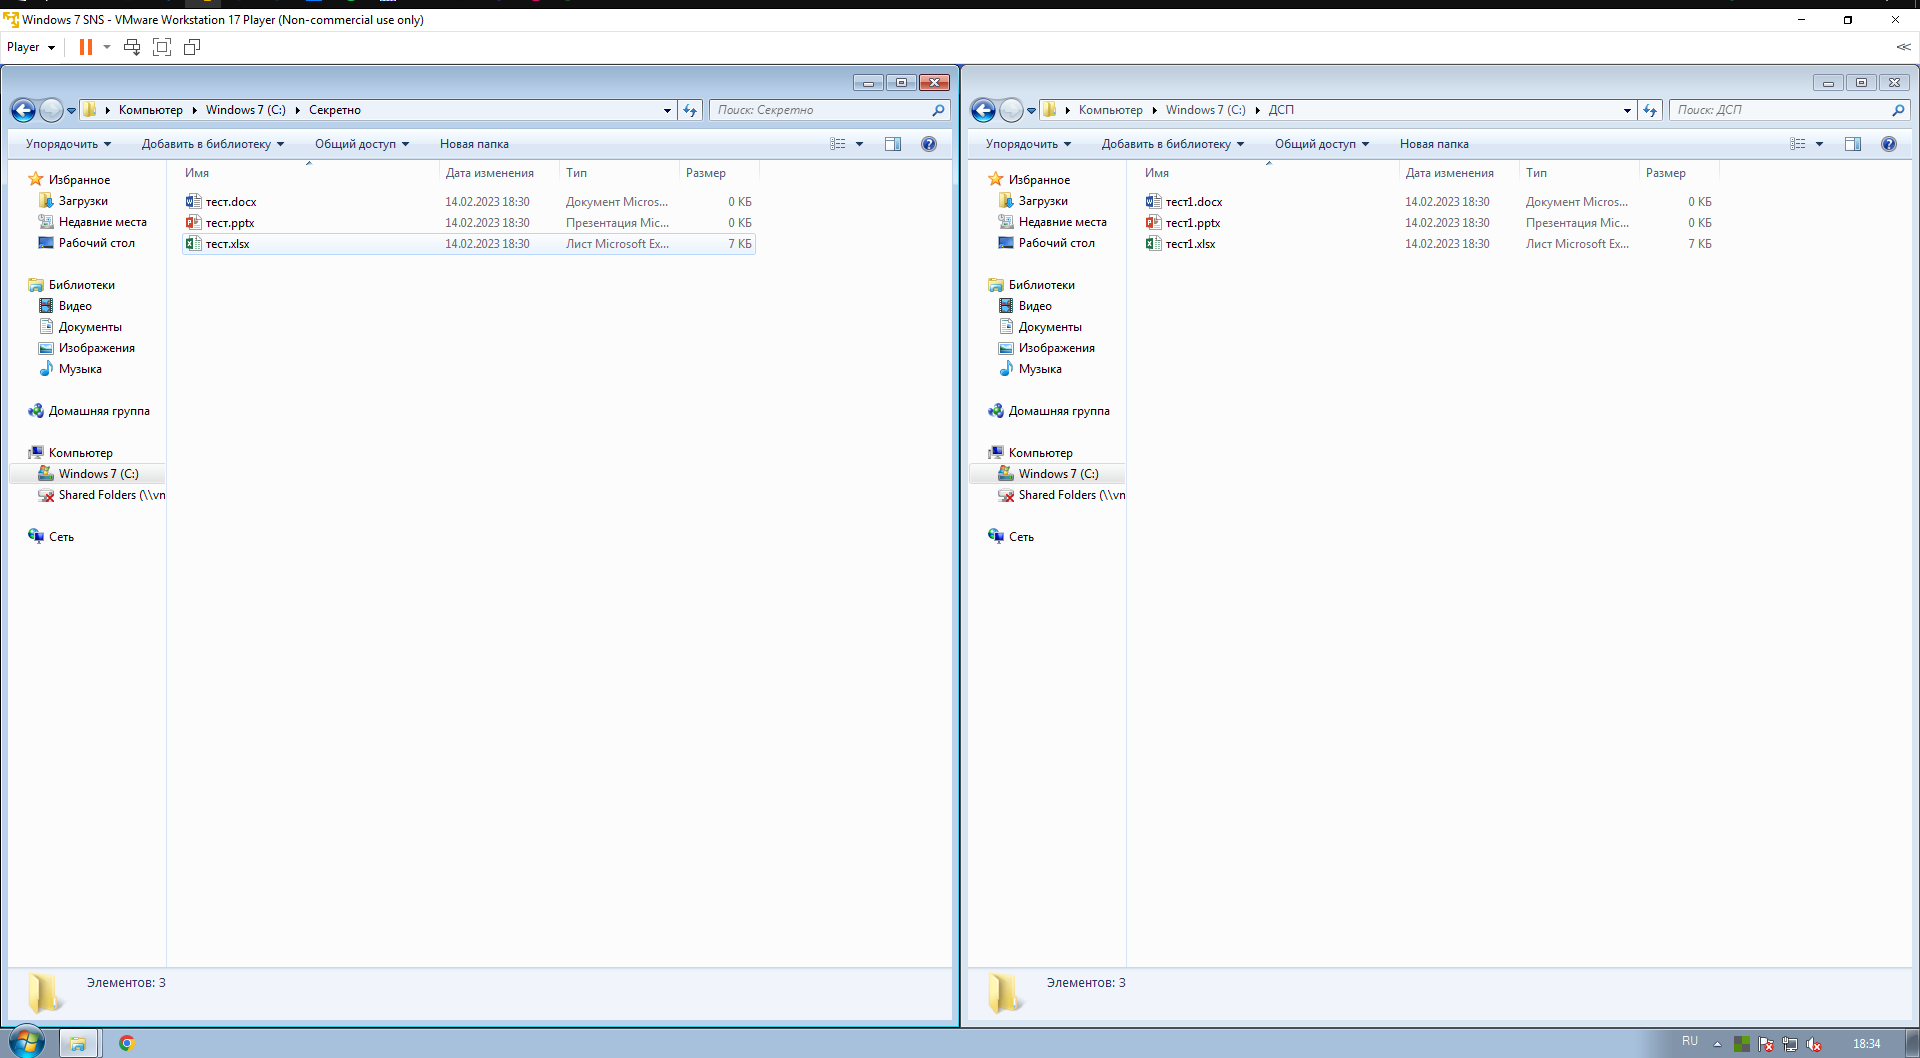 Windows 7 SNS - VMware Workstation 17 Player (Non-commercial use only)
Player
Компьютер Windows 7 (C:) Секретно
Поиск: Секретно
Упорядочить Добавить в библиотеку Общий доступ Новая папка
Имя Дата изменения Тип Размер
Избранное
Загрузки
Недавние места
Рабочий стол
Библиотеки
Видео
Документы
Изображения
Музыка
Домашняя группа
Компьютер
Windows 7 (C:)
Shared Folders (\\vn
Сеть
тест.docx 14.02.2023 18:30 Документ Micros... 0 КБ
тест.pptx 14.02.2023 18:30 Презентация Mic... 0 КБ
тест.xlsx 14.02.2023 18:30 Лист Microsoft Ex... 7 КБ
Элементов: 3
Компьютер Windows 7 (C:) ДСП
Поиск: ДСП
Упорядочить Добавить в библиотеку Общий доступ Новая папка
Имя Дата изменения Тип Размер
Избранное
Загрузки
Недавние места
Рабочий стол
Библиотеки
Видео
Документы
Изображения
Музыка
Домашняя группа
Компьютер
Windows 7 (C:)
Shared Folders (\\vn
Сеть
тест1.docx 14.02.2023 18:30 Документ Micros... 0 КБ
тест1.pptx 14.02.2023 18:30 Презентация Mic... 0 КБ
тест1.xlsx 14.02.2023 18:30 Лист Microsoft Ex... 7 КБ
Элементов: 3
RU
18:34